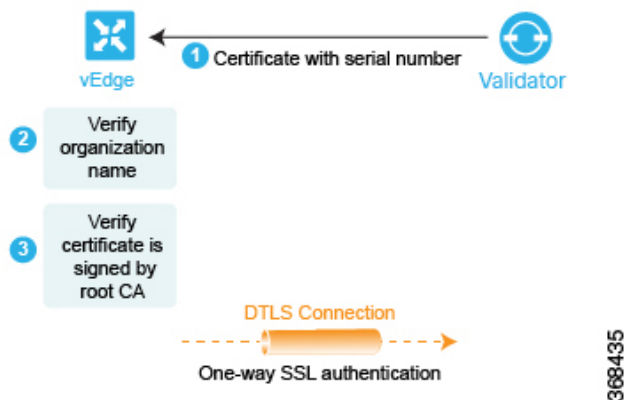 vEdge
1 Certificate with serial number
Validator
2
Verify
organization
name
3
Verify
certificate is
signed by
root CA
DTLS Connection
One-way SSL authentication
368435